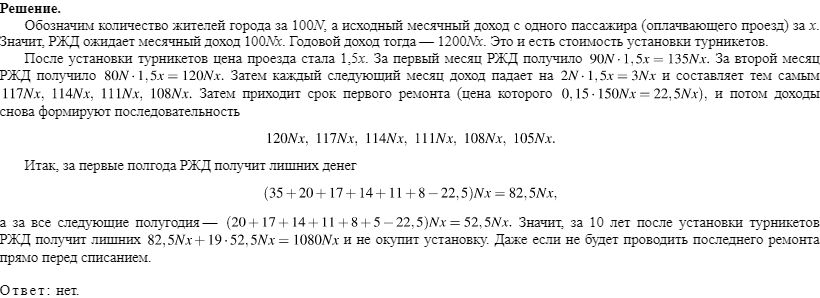 Решение.
Обозначим количество жителей города за 100N, а исходный месячный доход с одного пассажира (оплачвающего проезд) за x.
Значит, РЖД ожидает месячный доход 100Nx. Годовой доход тогда — 1200Nx. Это и есть стоимость установки турникетов.
После установки турникетов цена проезда стала 1,5x. За первый месяц РЖД получило 90N · 1,5x = 135Nx. За второй месяц
РЖД получило 80N · 1,5x = 120Nx. Затем каждый следующий месяц доход падает на 2N · 1,5x = 3Nx и составляет тем самым
117Nx, 114Nx, 111Nx, 108Nx. Затем приходит срок первого ремонта (цена которого 0,15 · 150Nx = 22,5Nx), и потом доходы
снова формируют последовательность
120Nx, 117Nx, 114Nx, 111Nx, 108Nx, 105Nx.
Итак, за первые полгода РЖД получит лишних денег
(35 + 20 + 17 + 14 + 11 + 8 − 22,5)Nx = 82,5Nx,
а за все следующие полугодия — (20 + 17 + 14 + 11 + 8 + 5 − 22,5)Nx = 52,5Nx. Значит, за 10 лет после установки турникетов
РЖД получит лишних 82,5Nx + 19 · 52,5Nx = 1080Nx и не окупит установку. Даже если не будет проводить последнего ремонта
прямо перед списанием.
Ответ: нет.